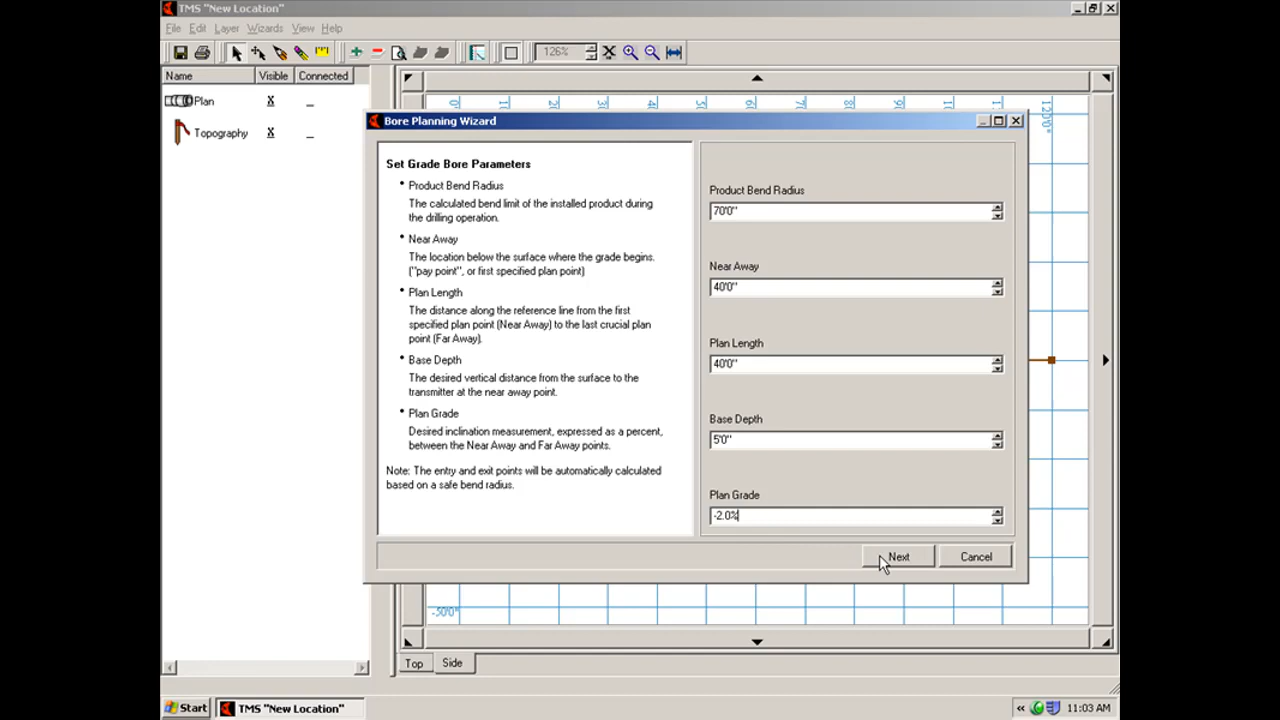 TMS "New Location"
File Edit Layer Wizards View Help
126%
Name Visible Connected
Plan X _
Topography X _
Bore Planning Wizard
Set Grade Bore Parameters
• Product Bend Radius
The calculated bend limit of the installed product during
the drilling operation.
• Near Away
The location below the surface where the grade begins.
("pay point", or first specified plan point)
• Plan Length
The distance along the reference line from the first
specified plan point (Near Away) to the last crucial plan
point (Far Away).
• Base Depth
The desired vertical distance from the surface to the
transmitter at the near away point.
• Plan Grade
Desired inclination measurement, expressed as a percent,
between the Near Away and Far Away points.
Note: The entry and exit points will be automatically calculated
based on a safe bend radius.
Product Bend Radius
70'0"
Near Away
40'0"
Plan Length
40'0"
Base Depth
5'0"
Plan Grade
-2.0%
Next Cancel
120'0"
-50'0"
Top Side
Start TMS "New Location" 11:03 AM